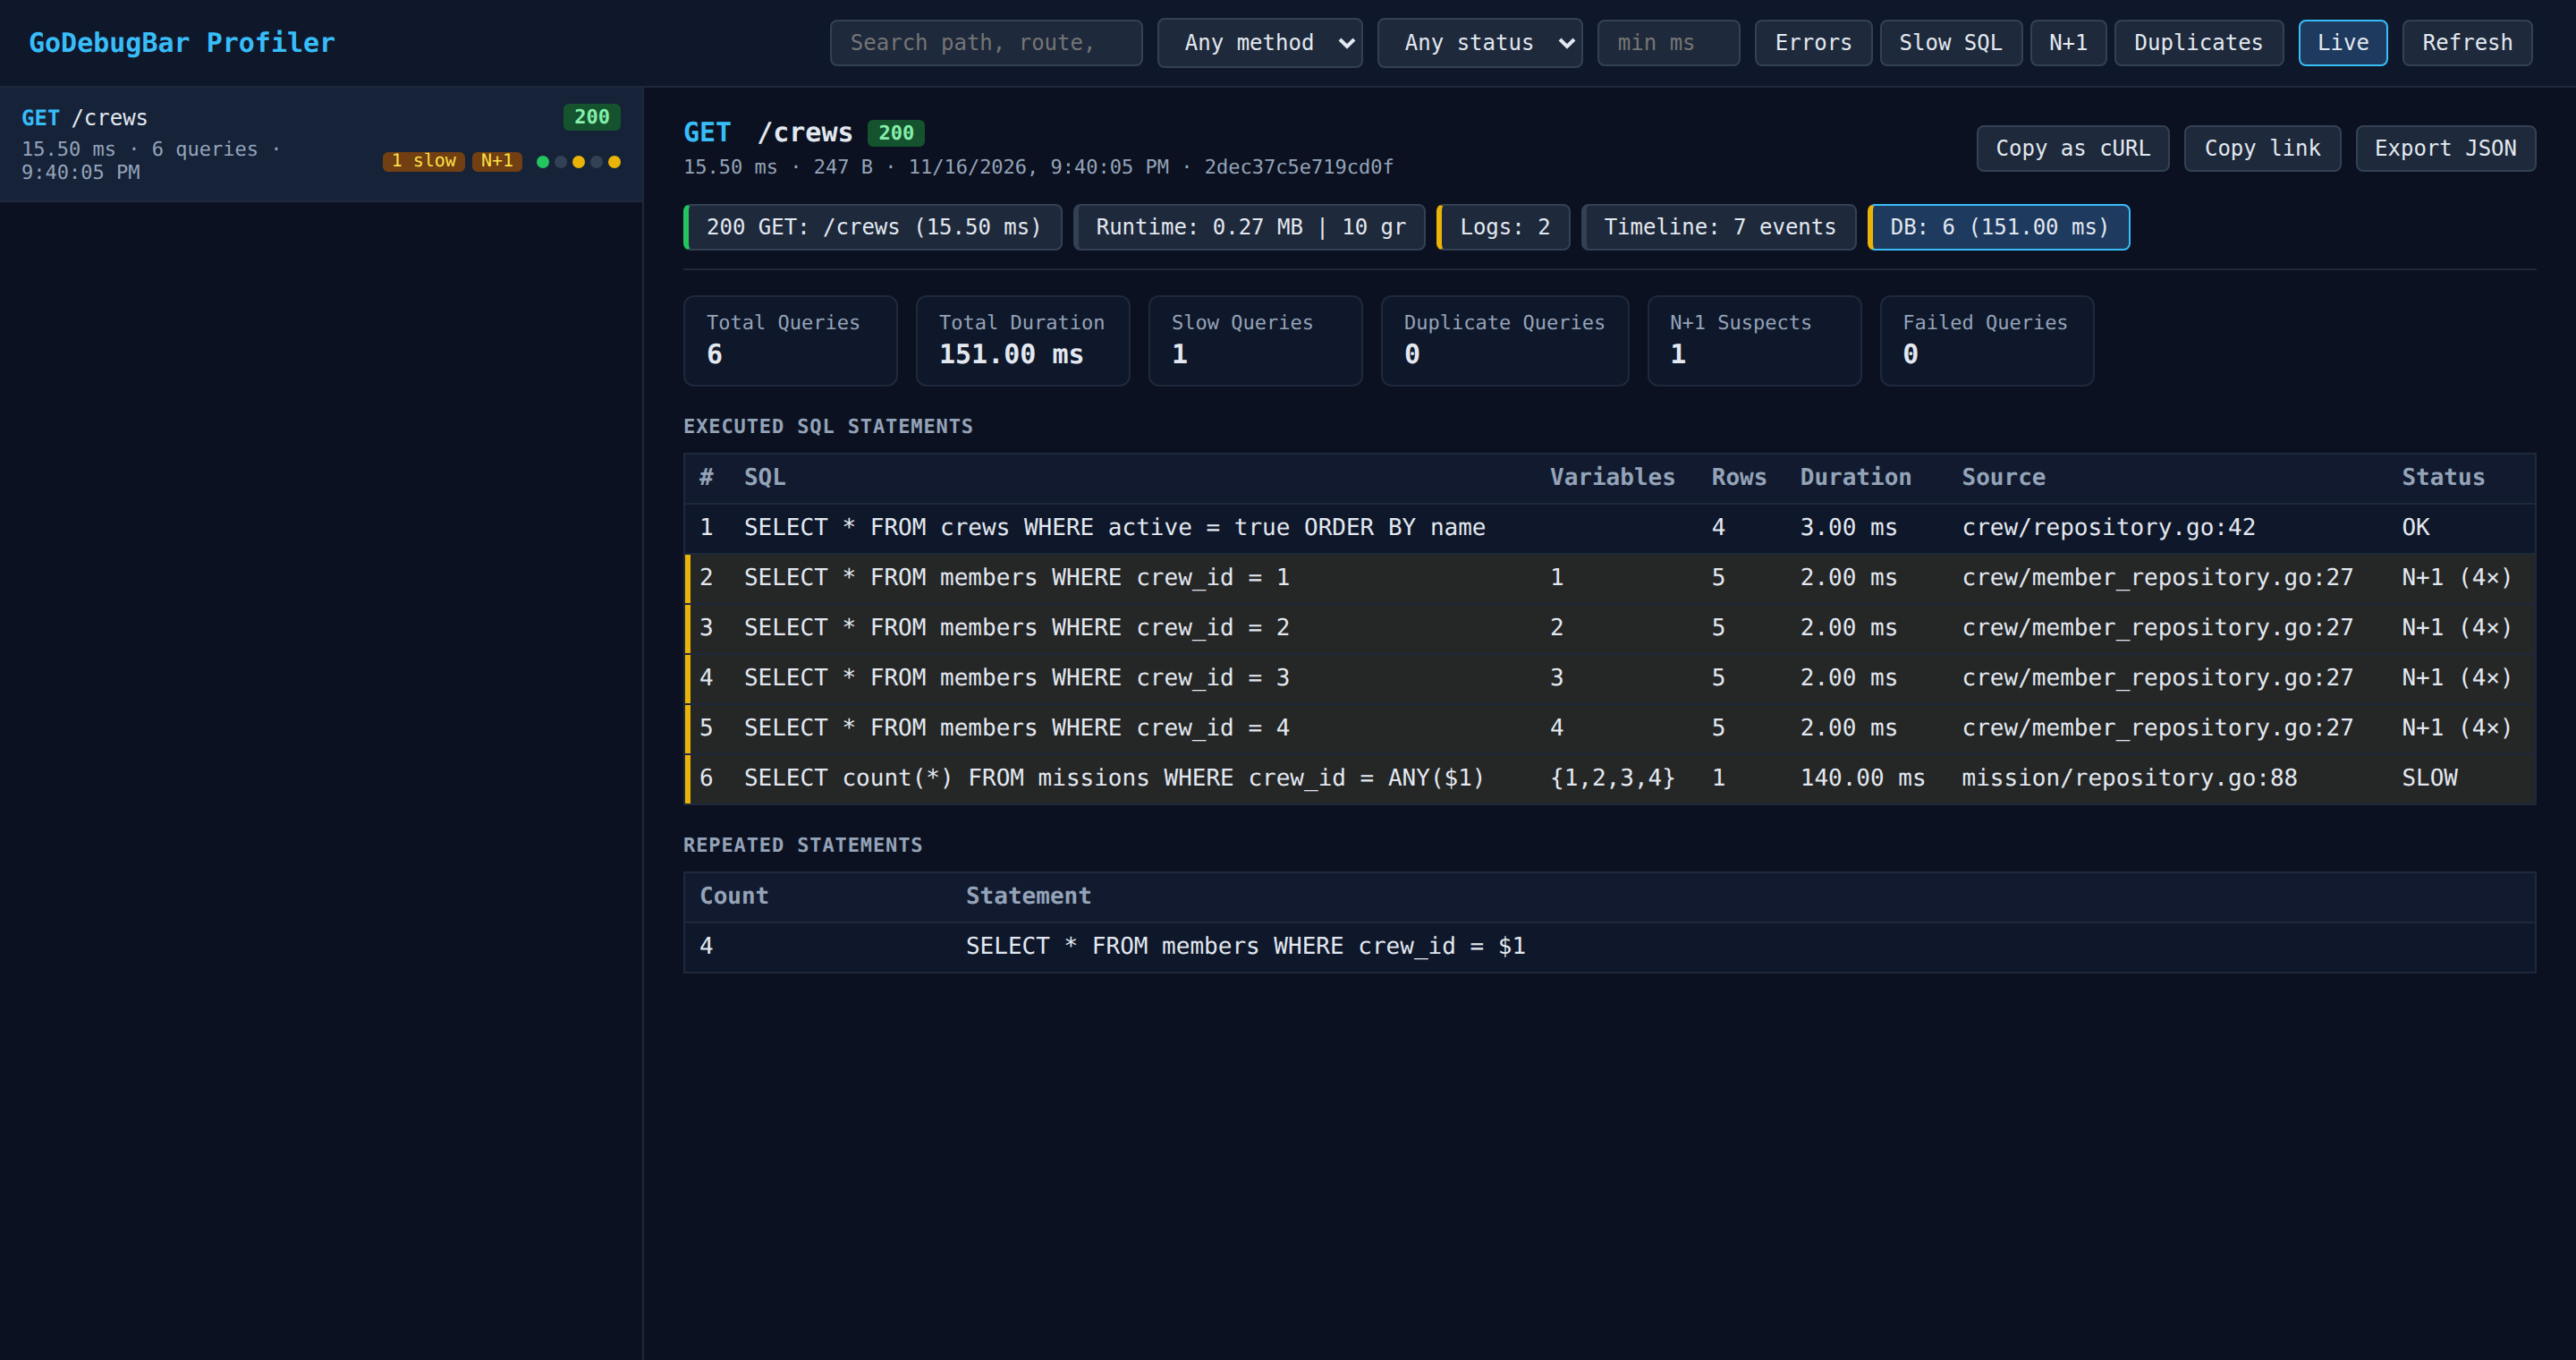 GoDebugBar Profiler
Search path, route,
Any method
Any status
min ms
Errors
Slow SQL
N+1
Duplicates
Live
Refresh
GET /crews
200
15.50 ms · 6 queries ·
9:40:05 PM
1 slow
N+1
GET /crews 200
15.50 ms · 247 B · 11/16/2026, 9:40:05 PM · 2dec37c5e719cd0f
Copy as cURL
Copy link
Export JSON
200 GET: /crews (15.50 ms)
Runtime: 0.27 MB | 10 gr
Logs: 2
Timeline: 7 events
DB: 6 (151.00 ms)
Total Queries
6
Total Duration
151.00 ms
Slow Queries
1
Duplicate Queries
0
N+1 Suspects
1
Failed Queries
0
EXECUTED SQL STATEMENTS
# SQL Variables Rows Duration Source Status
1 SELECT * FROM crews WHERE active = true ORDER BY name 4 3.00 ms crew/repository.go:42 OK
2 SELECT * FROM members WHERE crew_id = 1 1 5 2.00 ms crew/member_repository.go:27 N+1 (4×)
3 SELECT * FROM members WHERE crew_id = 2 2 5 2.00 ms crew/member_repository.go:27 N+1 (4×)
4 SELECT * FROM members WHERE crew_id = 3 3 5 2.00 ms crew/member_repository.go:27 N+1 (4×)
5 SELECT * FROM members WHERE crew_id = 4 4 5 2.00 ms crew/member_repository.go:27 N+1 (4×)
6 SELECT count(*) FROM missions WHERE crew_id = ANY($1) {1,2,3,4} 1 140.00 ms mission/repository.go:88 SLOW
REPEATED STATEMENTS
Count Statement
4 SELECT * FROM members WHERE crew_id = $1